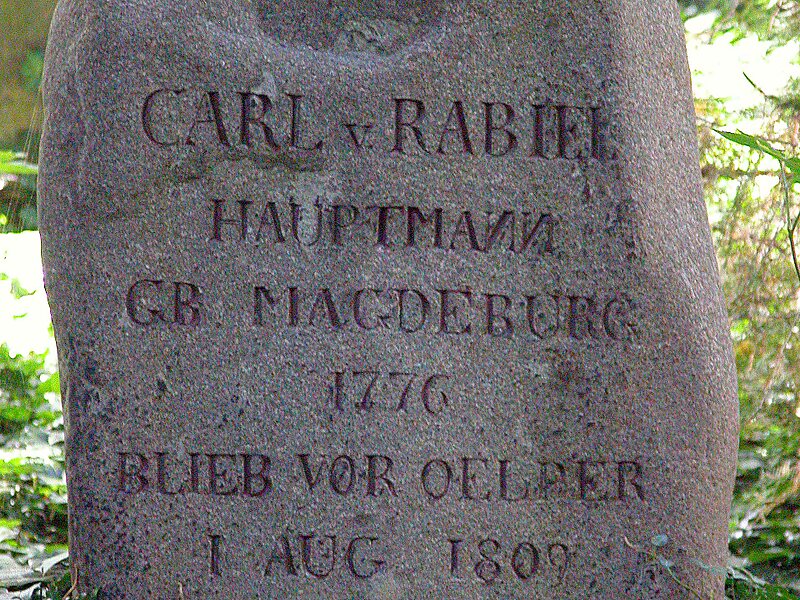 CARL v. RABIEL
HAUPTMANN
GB. MAGDEBURG
1776
BLIEB VOR OELPER
1 AUG 1809